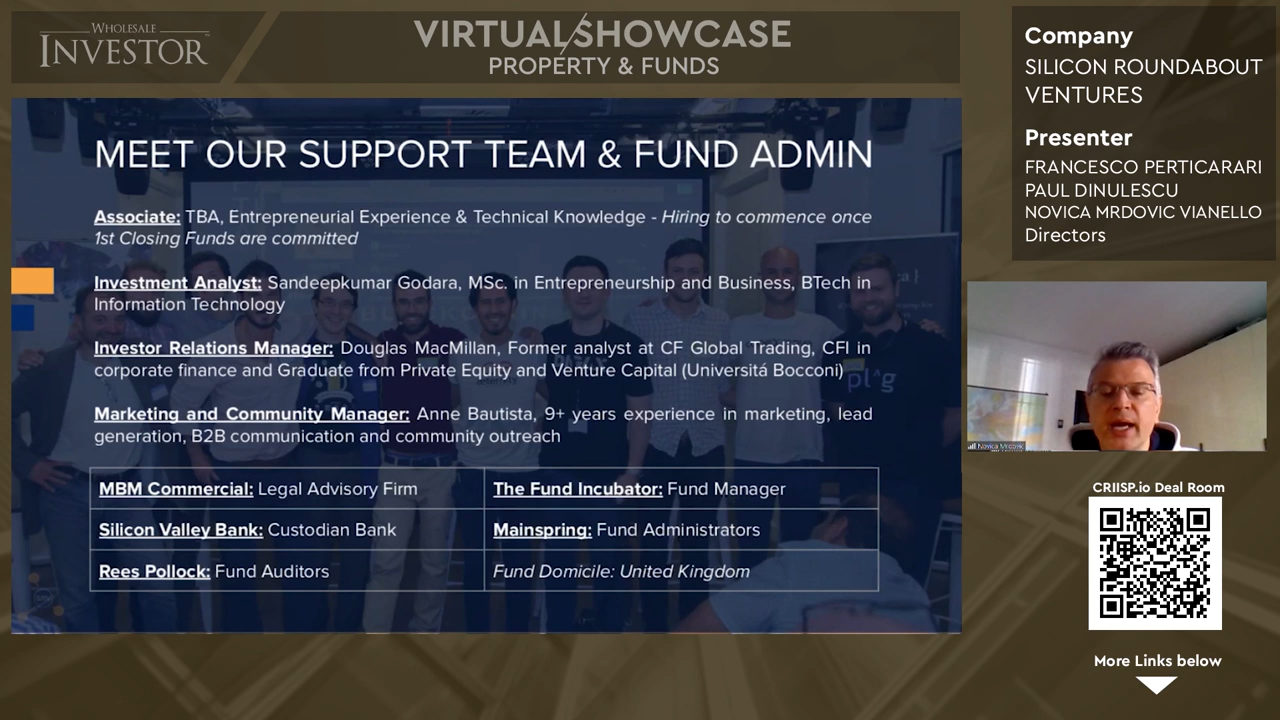 WHOLESALE
INVESTOR
VIRTUAL SHOWCASE
PROPERTY & FUNDS
Company
SILICON ROUNDABOUT
VENTURES
Presenter
FRANCESCO PERTICARARI
PAUL DINULESCU
NOVICA MRDOVIC VIANELLO
Directors
MEET OUR SUPPORT TEAM & FUND ADMIN
Associate: TBA, Entrepreneurial Experience & Technical Knowledge - Hiring to commence once
1st Closing Funds are committed
Investment Analyst: Sandeepkumar Godara, MSc. in Entrepreneurship and Business, BTech in
Information Technology
Investor Relations Manager: Douglas MacMillan, Former analyst at CF Global Trading, CFI in
corporate finance and Graduate from Private Equity and Venture Capital (Universitá Bocconi)
Marketing and Community Manager: Anne Bautista, 9+ years experience in marketing, lead
generation, B2B communication and community outreach
MBM Commercial: Legal Advisory Firm
The Fund Incubator: Fund Manager
Silicon Valley Bank: Custodian Bank
Mainspring: Fund Administrators
Rees Pollock: Fund Auditors
Fund Domicile: United Kingdom
pl^g
CRIISP.io Deal Room
More Links below